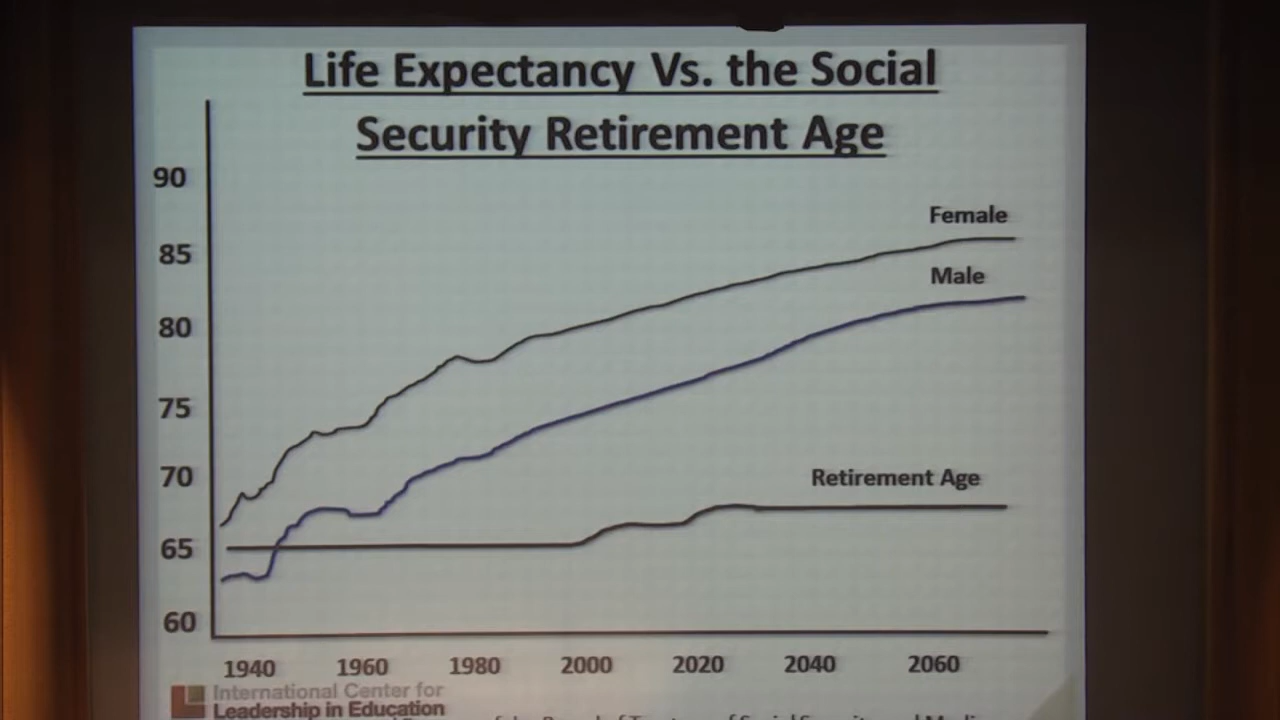 Life Expectancy Vs. the Social
Security Retirement Age
90
85
80
75
70
65
60
Female
Male
Retirement Age
1940 1960 1980 2000 2020 2040 2060
International Center for
Leadership in Education